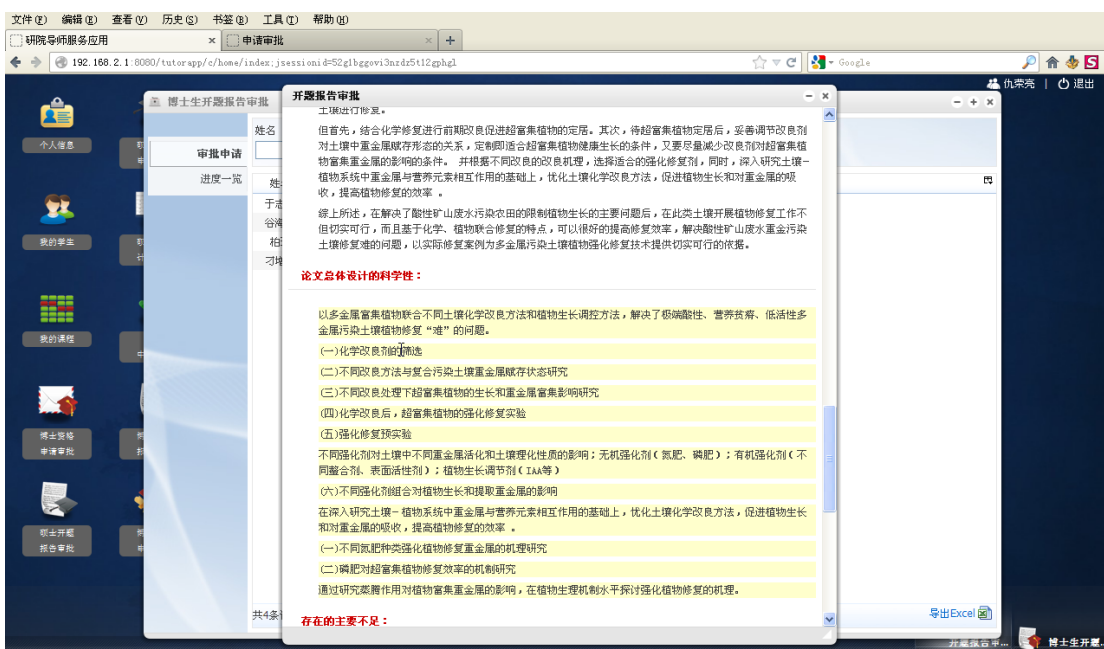 文件(F) 编辑(E) 查看(V) 历史(S) 书签(B) 工具(T) 帮助(H)
研院导师服务应用 × 申请审批 × +
192.168.2.1:8080/tutorapp/c/home/index;jsessionid=52glbggovi3nzdz5t12gphgl Google
仇荣亮 | 退出
个人信息
我的学生
我的课程
博士资格
申请审批
硕士开题
报告审批
博士生开题报告审批
审批申请
进度一览
姓名
谷海
共4条
开题报告审批
土壤进行修复。
但首先，结合化学修复进行前期改良促进超富集植物的定居。其次，待超富集植物定居后，妥善调节改良剂
对土壤中重金属赋存形态的关系，定制即适合超富集植物健康生长的条件，又要尽量减少改良剂对超富集植
物富集重金属的影响的条件。 并根据不同改良的改良机理，选择适合的强化修复剂，同时，深入研究土壤-
植物系统中重金属与营养元素相互作用的基础上，优化土壤化学改良方法，促进植物生长和对重金属的吸
收，提高植物修复的效率 。
综上所述，在解决了酸性矿山废水污染农田的限制植物生长的主要问题后，在此类土壤开展植物修复工作不
但切实可行，而且基于化学、植物联合修复的特点，可以很好的提高修复效率，解决酸性矿山废水重金污染
土壤修复难的问题，以实际修复案例为多金属污染土壤植物强化修复技术提供切实可行的依据。
论文总体设计的科学性：
以多金属富集植物联合不同土壤化学改良方法和植物生长调控方法，解决了极端酸性、营养贫瘠、低活性多
金属污染土壤植物修复“难”的问题。
(一)化学改良剂的筛选
(二)不同改良方法与复合污染土壤重金属赋存状态研究
(三)不同改良处理下超富集植物的生长和重金属富集影响研究
(四)化学改良后，超富集植物的强化修复实验
(五)强化修复预实验
不同强化剂对土壤中不同重金属活化和土壤理化性质的影响；无机强化剂（氮肥、磷肥）；有机强化剂（不
同螯合剂、表面活性剂）；植物生长调节剂（IAA等）
(六)不同强化剂组合对植物生长和提取重金属的影响
在深入研究土壤-植物系统中重金属与营养元素相互作用的基础上，优化土壤化学改良方法，促进植物生长
和对重金属的吸收，提高植物修复的效率 。
(一)不同氮肥种类强化植物修复重金属的机理研究
(二)磷肥对超富集植物修复效率的机制研究
通过研究蒸腾作用对植物富集重金属的影响，在植物生理机制水平探讨强化植物修复的机理。
存在的主要不足：
导出Excel
开题报告审... 博士生开题.